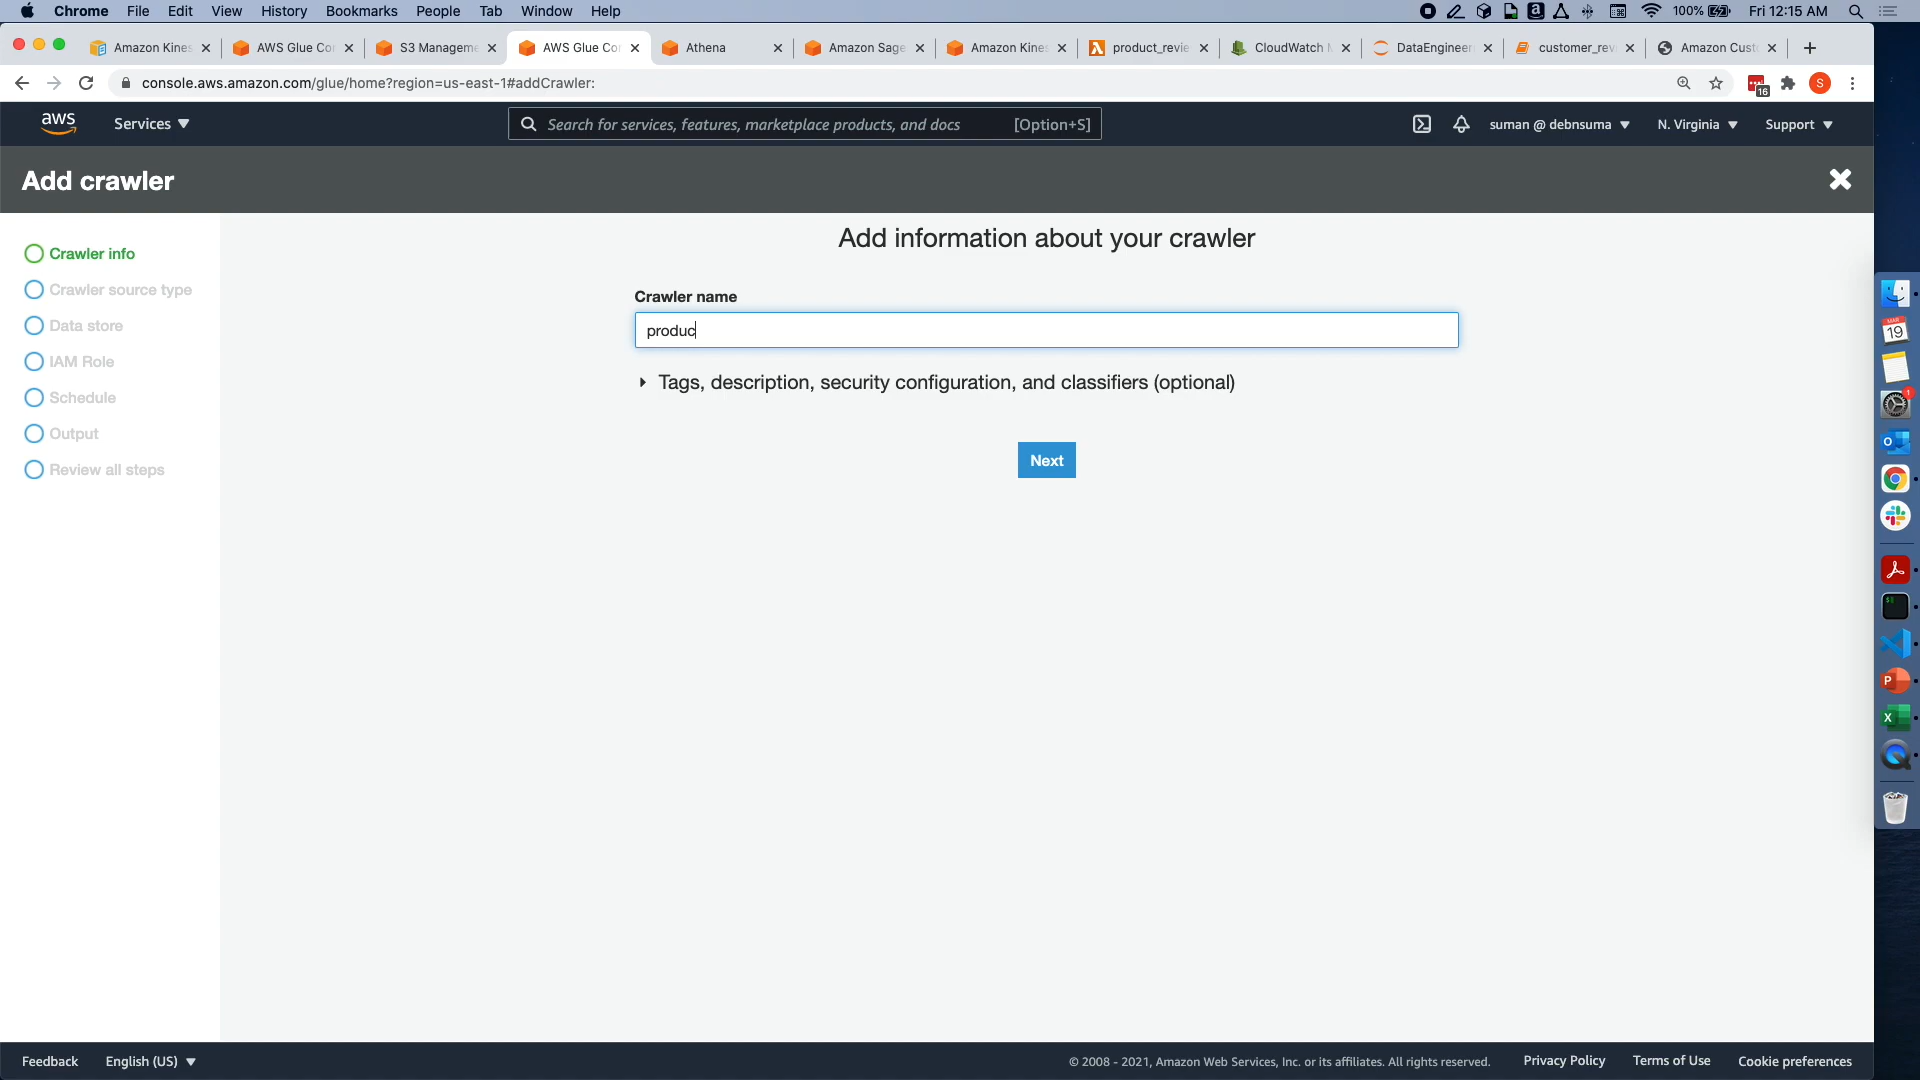 Chrome File Edit View History Bookmarks People Tab Window Help
100% Fri 12:15 AM
Amazon Kines AWS Glue Co S3 Manageme AWS Glue Co Athena Amazon Sage Amazon Kines product_revie CloudWatch DataEngineer customer_rev Amazon Cust
console.aws.amazon.com/glue/home?region=us-east-1#addCrawler:
16
S
aws Services Search for services, features, marketplace products, and docs [Option+S] suman @ debnsuma N. Virginia Support
Add crawler
Crawler info
Crawler source type
Data store
IAM Role
Schedule
Output
Review all steps
Add information about your crawler
Crawler name
produc
Tags, description, security configuration, and classifiers (optional)
Next
MAR
19
1
Feedback English (US) © 2008 - 2021, Amazon Web Services, Inc. or its affiliates. All rights reserved. Privacy Policy Terms of Use Cookie preferences